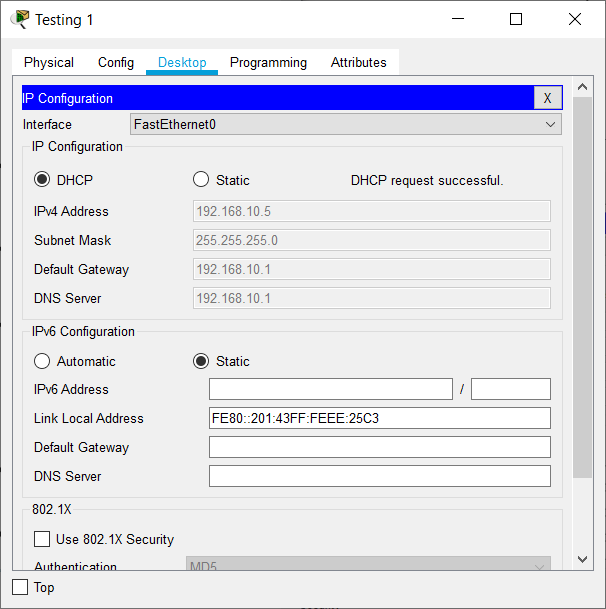 Testing 1
Physical Config Desktop Programming Attributes
IP Configuration X
Interface FastEthernet0
IP Configuration
DHCP Static DHCP request successful.
IPv4 Address 192.168.10.5
Subnet Mask 255.255.255.0
Default Gateway 192.168.10.1
DNS Server 192.168.10.1
IPv6 Configuration
Automatic Static
IPv6 Address /
Link Local Address FE80::201:43FF:FEEE:25C3
Default Gateway
DNS Server
802.1X
Use 802.1X Security
Authentication MD5
Top